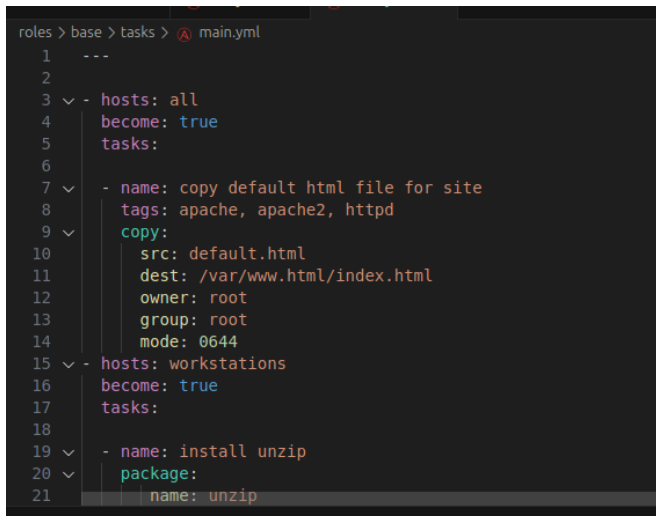 roles > base > tasks > main.yml
1 ---
2
3 - hosts: all
4 become: true
5 tasks:
6
7 - name: copy default html file for site
8 tags: apache, apache2, httpd
9 copy:
10 src: default.html
11 dest: /var/www.html/index.html
12 owner: root
13 group: root
14 mode: 0644
15 - hosts: workstations
16 become: true
17 tasks:
18
19 - name: install unzip
20 package:
21 name: unzip